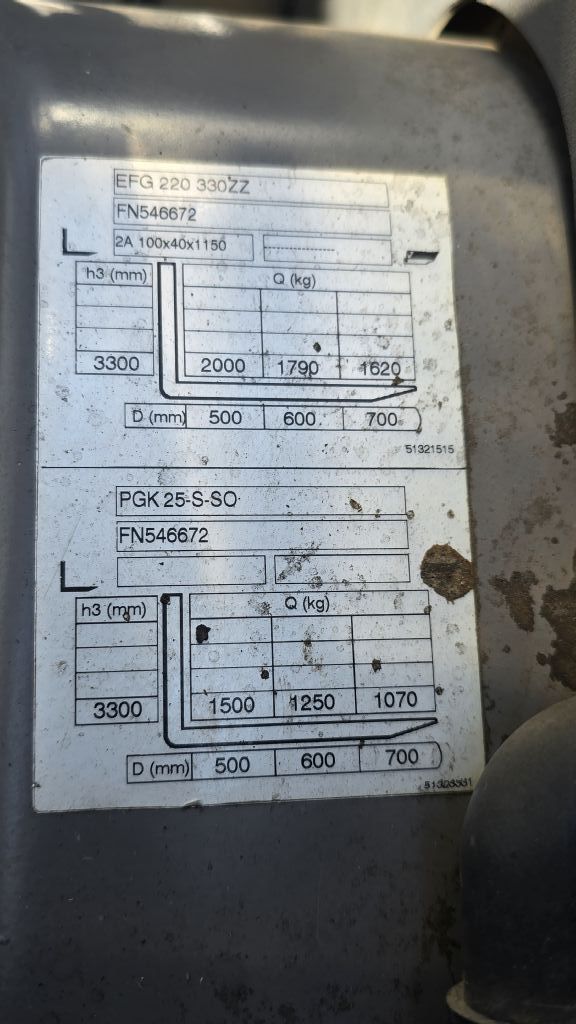 EFG 220 330ZZ
FN546672
2A 100x40x1150 --------------
h3 (mm) Q (kg)
3300 2000 1790 1620
D (mm) 500 600 700
51321515
PGK 25-S-SO
FN546672
h3 (mm) Q (kg)
3300 1500 1250 1070
D (mm) 500 600 700